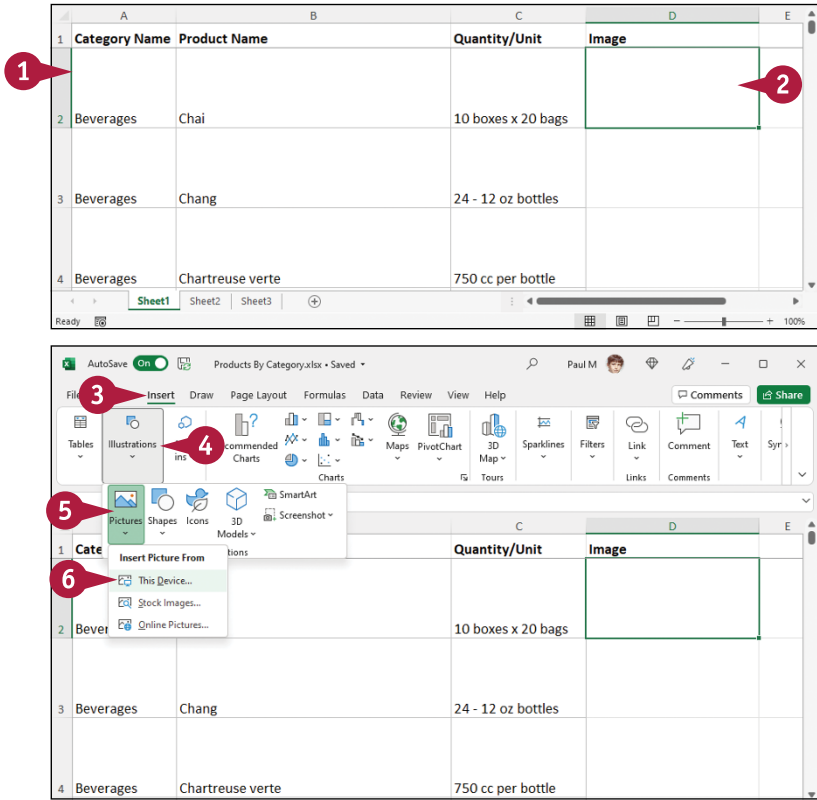 A B C D E
1 Category Name Product Name Quantity/Unit Image
1
2
2 Beverages Chai 10 boxes x 20 bags
3 Beverages Chang 24 - 12 oz bottles
4 Beverages Chartreuse verte 750 cc per bottle
Sheet1 Sheet2 Sheet3
Ready 100%
AutoSave On Products By Category.xlsx • Saved Paul M
3 Insert Draw Page Layout Formulas Data Review View Help Comments Share
4
Tables Illustrations Charts Maps PivotChart 3D Map Sparklines Filters Link Comment Text
Charts Tours Links Comments
5
Pictures Shapes Icons 3D Models SmartArt
Screenshot
C D E
1 Quantity/Unit Image
Insert Picture From
6 This Device...
Stock Images...
Online Pictures...
2 10 boxes x 20 bags
3 Beverages Chang 24 - 12 oz bottles
4 Beverages Chartreuse verte 750 cc per bottle